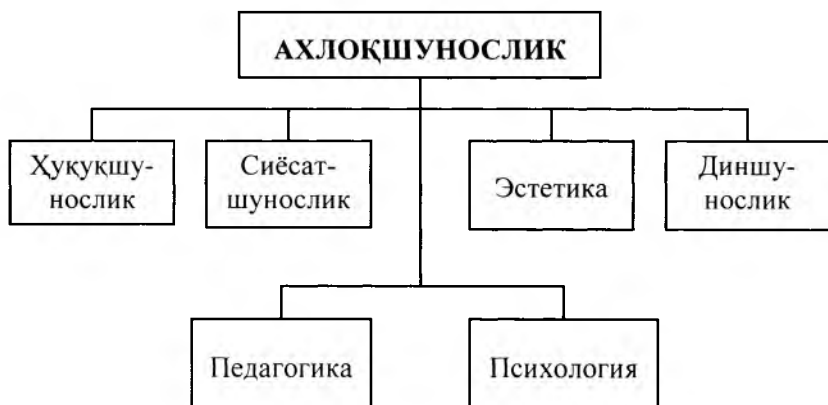 АХЛОҚШУНОСЛИК
Ҳуқуқшу-
нослик
Сиёсат-
шунослик
Эстетика
Диншу-
нослик
Педагогика
Психология